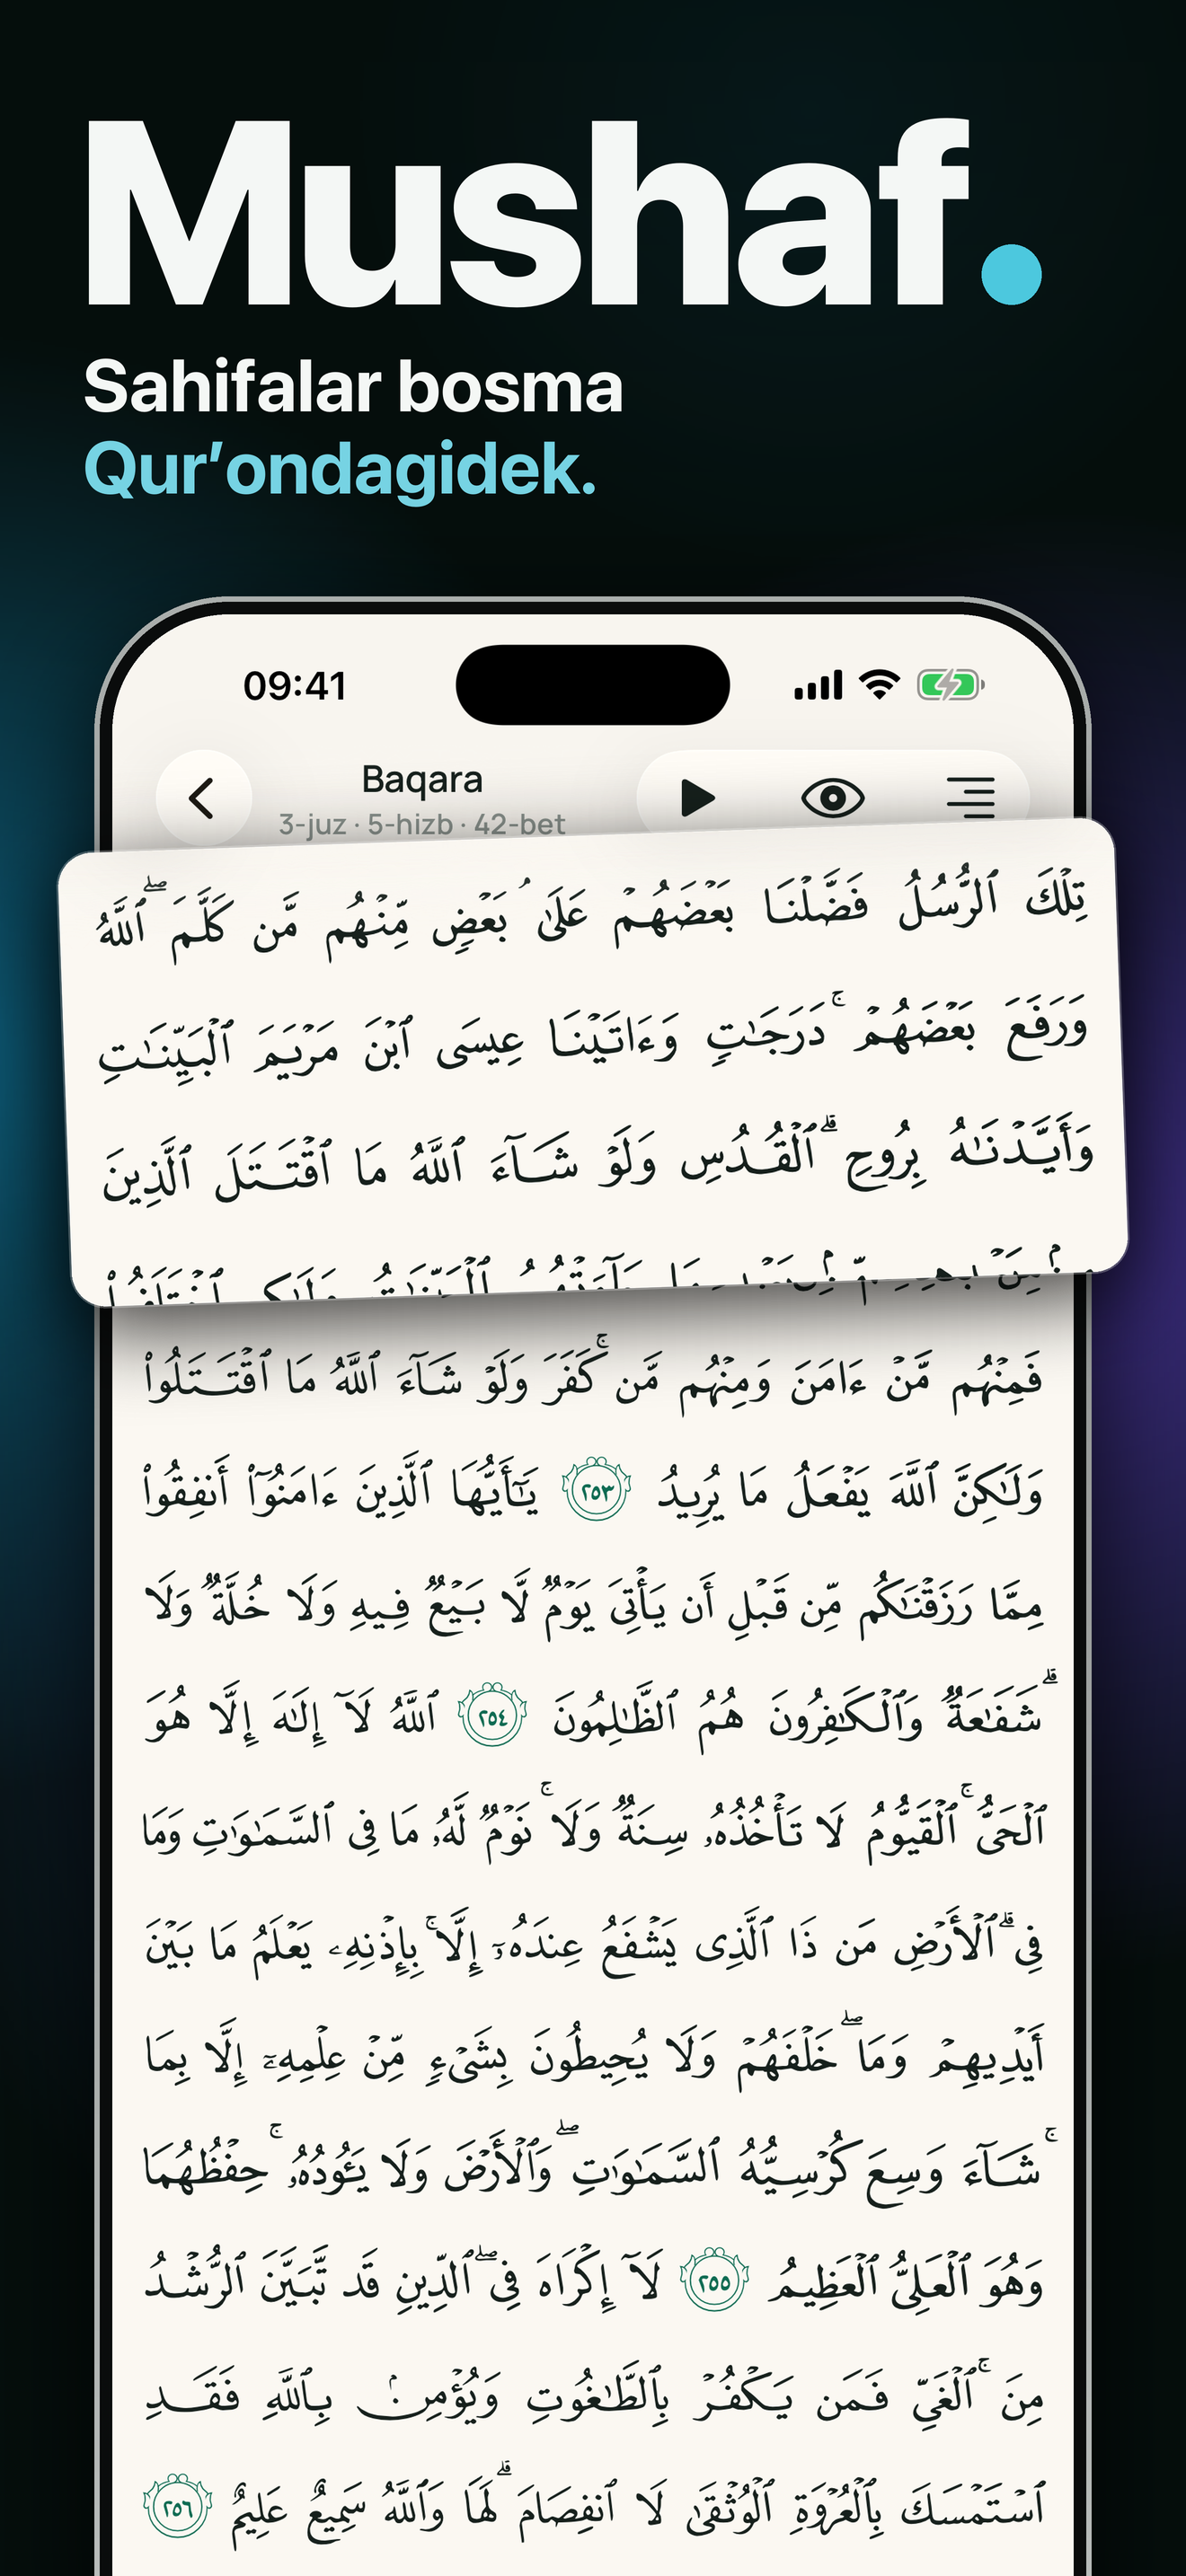 Mushaf.
Sahifalar bosma
Qurʼondagidek.
09:41
Baqara
3-juz · 5-hizb · 42-bet
تِلْكَ ٱلرُّسُلُ فَضَّلْنَا بَعْضَهُمْ عَلَىٰ بَعْضٍ مِّنْهُم مَّن كَلَّمَ ۖ ٱللَّهُ
وَرَفَعَ بَعْضَهُمْ ۚ دَرَجَـٰتٍ وَءَاتَيْنَا عِيسَى ٱبْنَ مَرْيَمَ ٱلْبَيِّنَـٰتِ
وَأَيَّدْنَـٰهُ بِرُوحِ ۗ ٱلْقُدُسِ وَلَوْ شَآءَ ٱللَّهُ مَا ٱقْتَتَلَ ٱلَّذِينَ
فَمِنْهُم مَّنْ ءَامَنَ وَمِنْهُم مَّن ۚ كَفَرَ وَلَوْ شَآءَ ٱللَّهُ مَا ٱقْتَتَلُوا۟
وَلَـٰكِنَّ ٱللَّهَ يَفْعَلُ مَا يُرِيدُ ٢٥٣ يَـٰٓأَيُّهَا ٱلَّذِينَ ءَامَنُوٓا۟ أَنفِقُوا۟
مِمَّا رَزَقْنَـٰكُم مِّن قَبْلِ أَن يَأْتِىَ يَوْمٌ لَّا بَيْعٌ فِيهِ وَلَا خُلَّةٌ وَلَا
ۗ شَفَـٰعَةٌ وَٱلْكَـٰفِرُونَ هُمُ ٱلظَّـٰلِمُونَ ٢٥٤ ٱللَّهُ لَآ إِلَـٰهَ إِلَّا هُوَ
ٱلْحَىُّ ۚ ٱلْقَيُّومُ لَا تَأْخُذُهُۥ سِنَةٌ وَلَا ۚ نَوْمٌ لَّهُۥ مَا فِى ٱلسَّمَـٰوَٰتِ وَمَا
فِى ۗ ٱلْأَرْضِ مَن ذَا ٱلَّذِى يَشْفَعُ عِندَهُۥٓ إِلَّا ۚ بِإِذْنِهِۦ يَعْلَمُ مَا بَيْنَ
أَيْدِيهِمْ وَمَا ۖ خَلْفَهُمْ وَلَا يُحِيطُونَ بِشَىْءٍ مِّنْ عِلْمِهِۦٓ إِلَّا بِمَا
ۚ شَآءَ وَسِعَ كُرْسِيُّهُ ٱلسَّمَـٰوَٰتِ ۖ وَٱلْأَرْضَ وَلَا يَـُٔودُهُۥ ۚ حِفْظُهُمَا
وَهُوَ ٱلْعَلِىُّ ٱلْعَظِيمُ ٢٥٥ لَآ إِكْرَاهَ فِى ۖ ٱلدِّينِ قَد تَّبَيَّنَ ٱلرُّشْدُ
مِنَ ۚ ٱلْغَىِّ فَمَن يَكْفُرْ بِٱلطَّـٰغُوتِ وَيُؤْمِنۢ بِٱللَّهِ فَقَدِ
ٱسْتَمْسَكَ بِٱلْعُرْوَةِ ٱلْوُثْقَىٰ لَا ٱنفِصَامَ ۗ لَهَا وَٱللَّهُ سَمِيعٌ عَلِيمٌ ٢٥٦